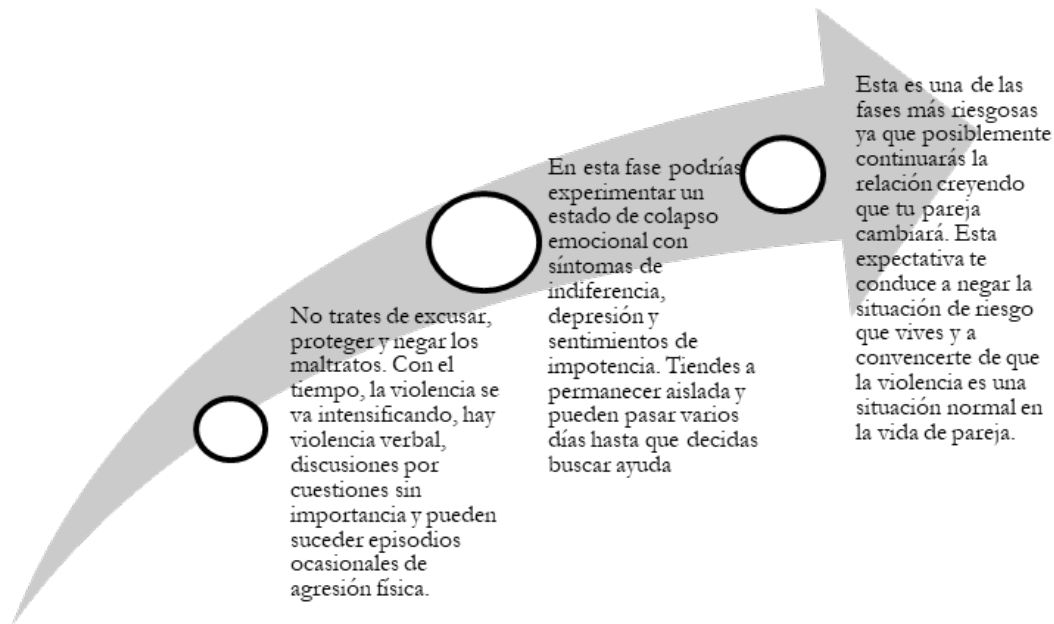 No trates de excusar,
proteger y negar los
maltratos. Con el
tiempo, la violencia se
va intensificando, hay
violencia verbal,
discusiones por
cuestiones sin
importancia y pueden
suceder episodios
ocasionales de
agresión física.
En esta fase podrías
experimentar un
estado de colapso
emocional con
síntomas de
indiferencia,
depresión y
sentimientos de
impotencia. Tiendes a
permanecer aislada y
pueden pasar varios
días hasta que decidas
buscar ayuda
Esta es una de las
fases más riesgosas
ya que posiblemente
continuarás la
relación creyendo
que tu pareja
cambiará. Esta
expectativa te
conduce a negar la
situación de riesgo
que vives y a
convencerte de que
la violencia es una
situación normal en
la vida de pareja.